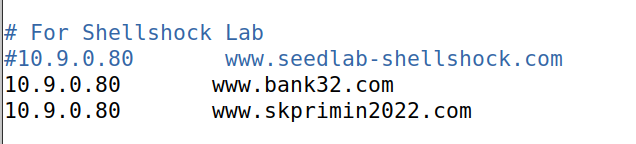 # For Shellshock Lab
#10.9.0.80       www.seedlab-shellshock.com
10.9.0.80       www.bank32.com
10.9.0.80       www.skprimin2022.com